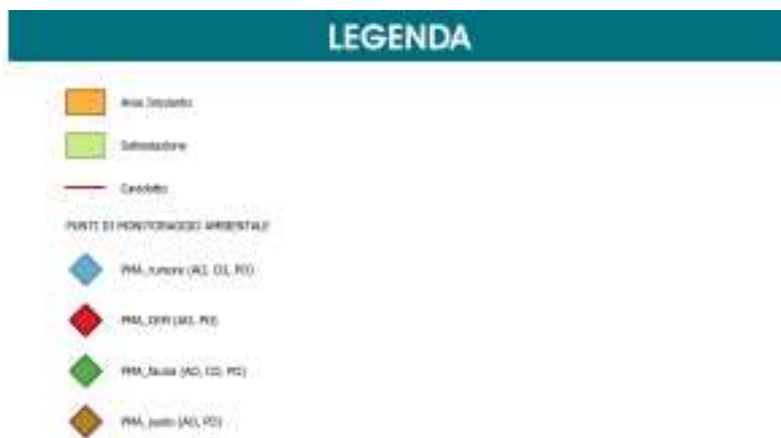 LEGENDA
Area Impianto
Sottostazione
Cavidotto
PUNTI DI MONITORAGGIO AMBIENTALE
PMA_rumore (AO, CO, PO)
PMA_CEM (AO, PO)
PMA_fauna (AO, CO, PO)
PMA_suolo (AO, PO)